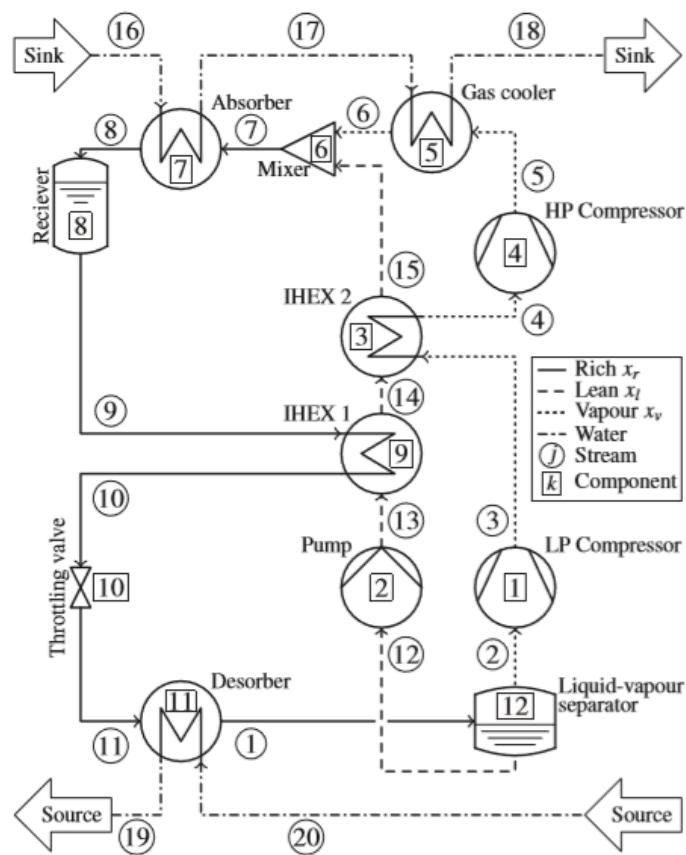 16
17
18
Sink
Sink
Absorber
Gas cooler
8
7
6
6
Mixer
7
5
5
Reciever
8
HP Compressor
4
15
IHEX 2
3
4
Rich x_r
Lean x_l
Vapour x_v
Water
j Stream
k Component
9
IHEX 1
14
9
10
13
3
Pump
LP Compressor
Throttling valve
10
2
1
12
2
Desorber
Liquid-vapour
separator
11
12
11
1
Source
Source
19
20